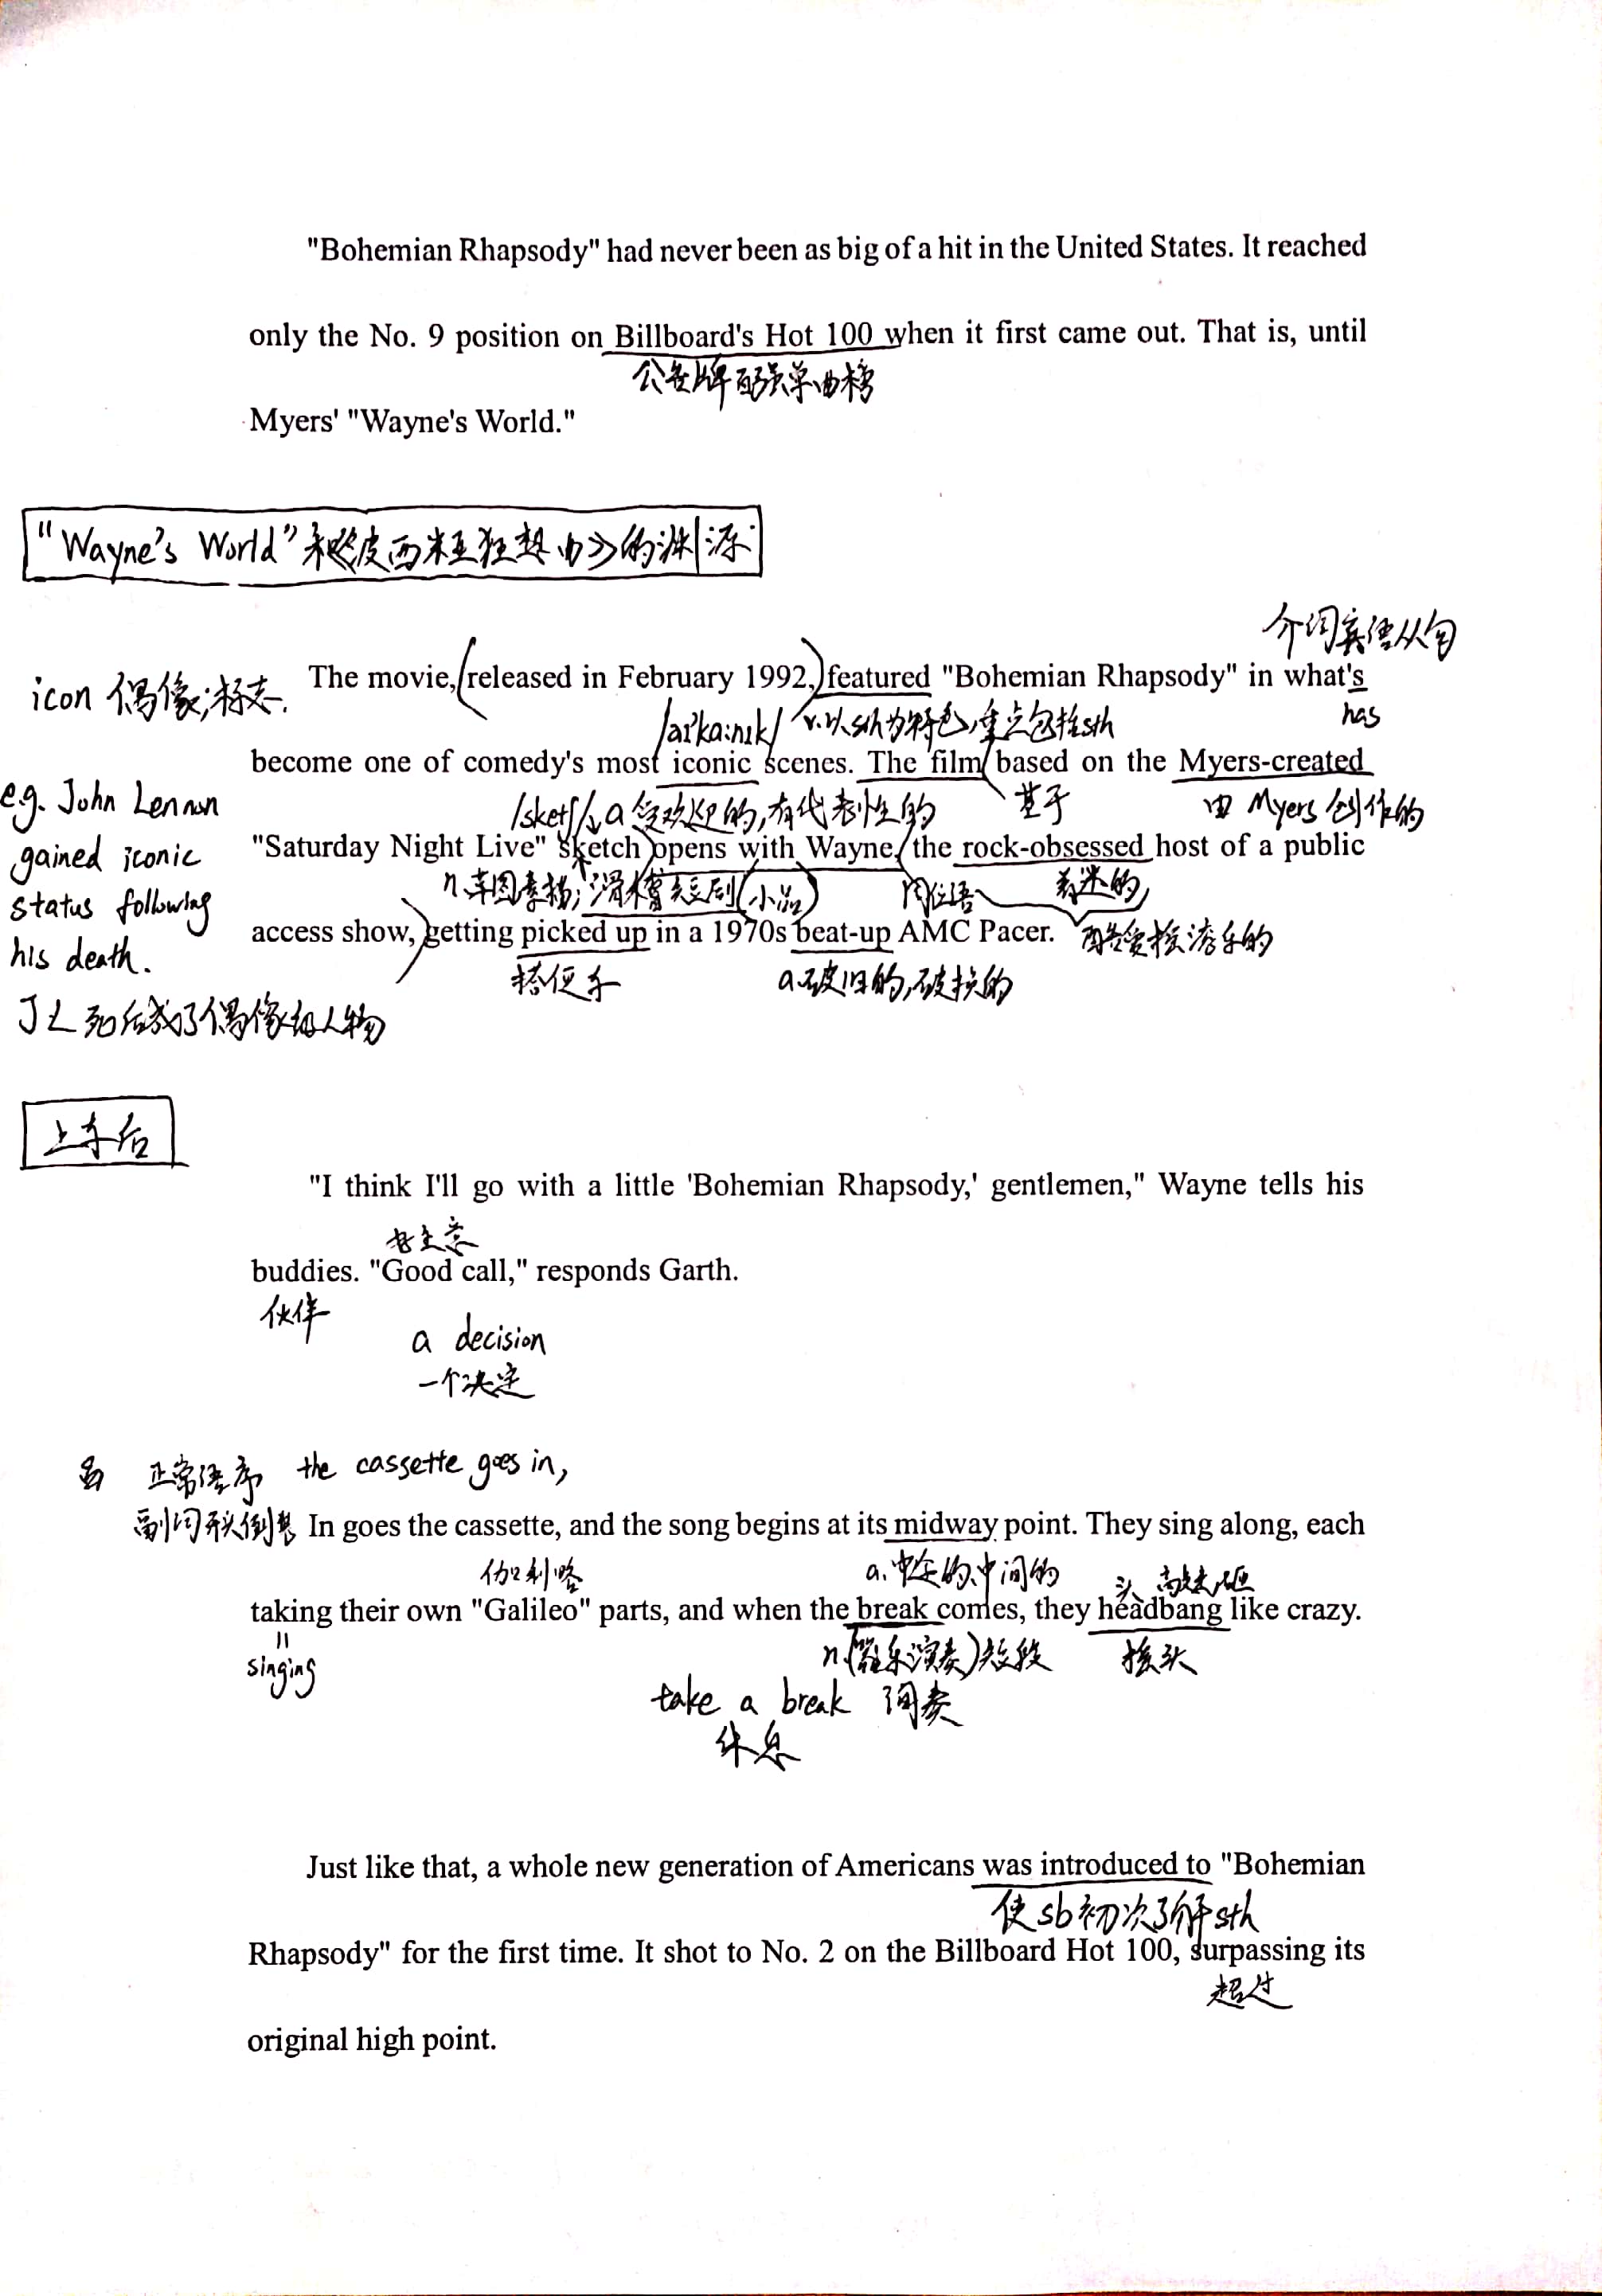 "Bohemian Rhapsody" had never been as big of a hit in the United States. It reached
only the No. 9 position on Billboard's Hot 100 when it first came out. That is, until
公告牌百强单曲榜
Myers' "Wayne's World."
"Wayne's World"和《波西米亚狂想曲》的渊源
介词宾语从句
icon 偶像;标志.
The movie, (released in February 1992,) featured "Bohemian Rhapsody" in what's
/aɪˈkɑːnɪk/ v.以sth为特色,重点包括sth has
become one of comedy's most iconic scenes. The film (based on the Myers-created
e.g. John Lennon
/sketʃ/ a 受欢迎的,有代表性的 基于 由 Myers 创作的
gained iconic
"Saturday Night Live" sketch) opens with Wayne, (the rock-obsessed host of a public
n.草图素描;滑稽短剧(小品) 同位语 着迷的
status following
access show,) getting picked up in a 1970s beat-up AMC Pacer. 酷爱摇滚乐的
his death.
搭便车 a.破旧的,破损的
JL死后成了偶像级人物
上车后
"I think I'll go with a little 'Bohemian Rhapsody,' gentlemen," Wayne tells his
好主意
buddies. "Good call," responds Garth.
伙伴
a decision
一个决定
正常语序 the cassette goes in,
副词开头倒装 In goes the cassette, and the song begins at its midway point. They sing along, each
伽利略 a.中途的,中间的 头
taking their own "Galileo" parts, and when the break comes, they headbang like crazy.
=
singing n.(器乐演奏)短段 摇头
take a break 间奏
休息
Just like that, a whole new generation of Americans was introduced to "Bohemian
使sb初次了解sth
Rhapsody" for the first time. It shot to No. 2 on the Billboard Hot 100, surpassing its
超过
original high point.